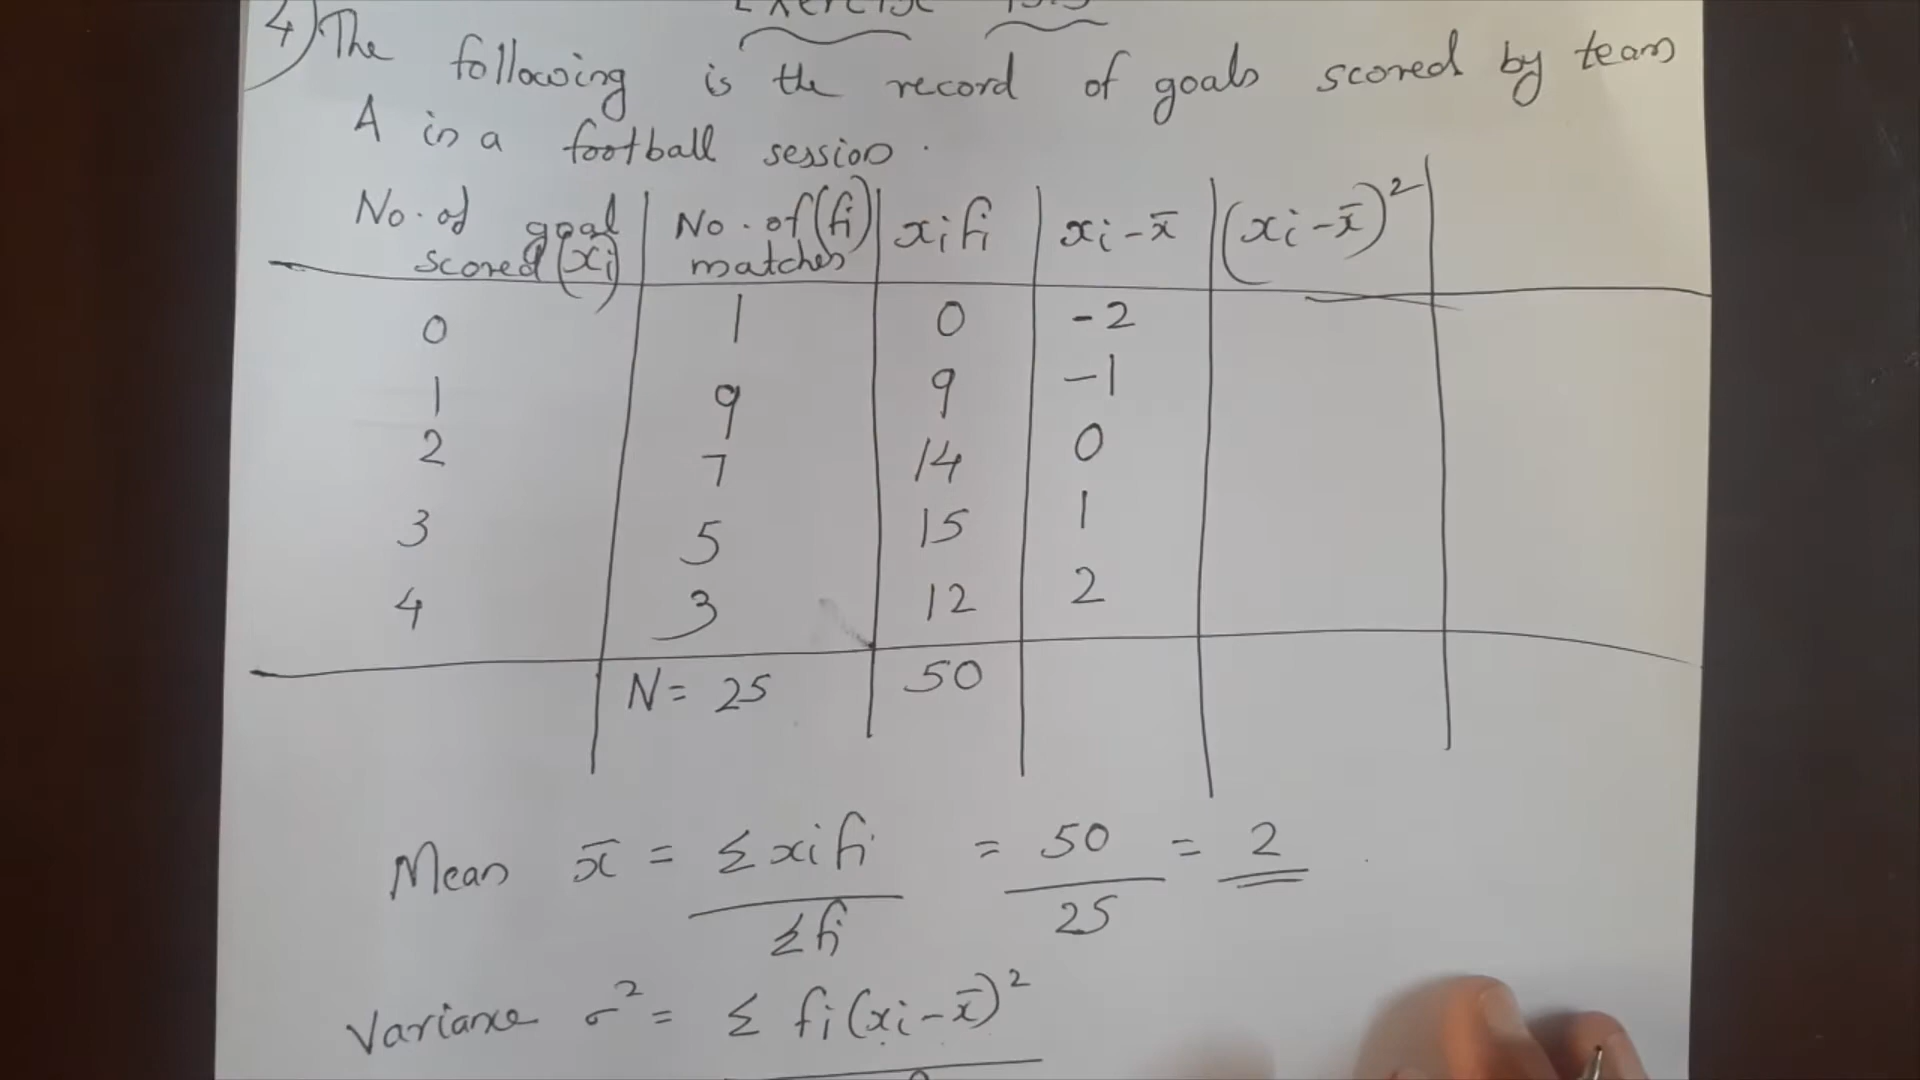 Exercise
4) The following is the record of goals scored by team
A in a football session.
No. of goal scored (xi) | No. of (fi) matches | xifi | xi-x̄ | (xi-x̄)²
0 1 0 -2
1 9 9 -1
2 7 14 0
3 5 15 1
4 3 12 2
N = 25 50
Mean x̄ = Σxifi / Σfi = 50 / 25 = 2
Variance σ² = Σ fi(xi-x̄)²